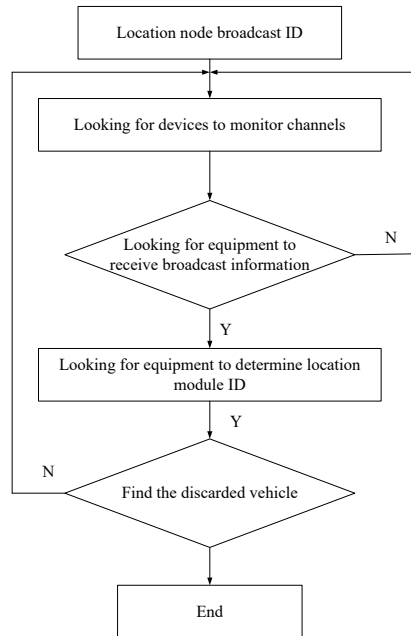 Location node broadcast ID
Looking for devices to monitor channels
Looking for equipment to
receive broadcast information
N
Y
Looking for equipment to determine location
module ID
Y
N
Find the discarded vehicle
End